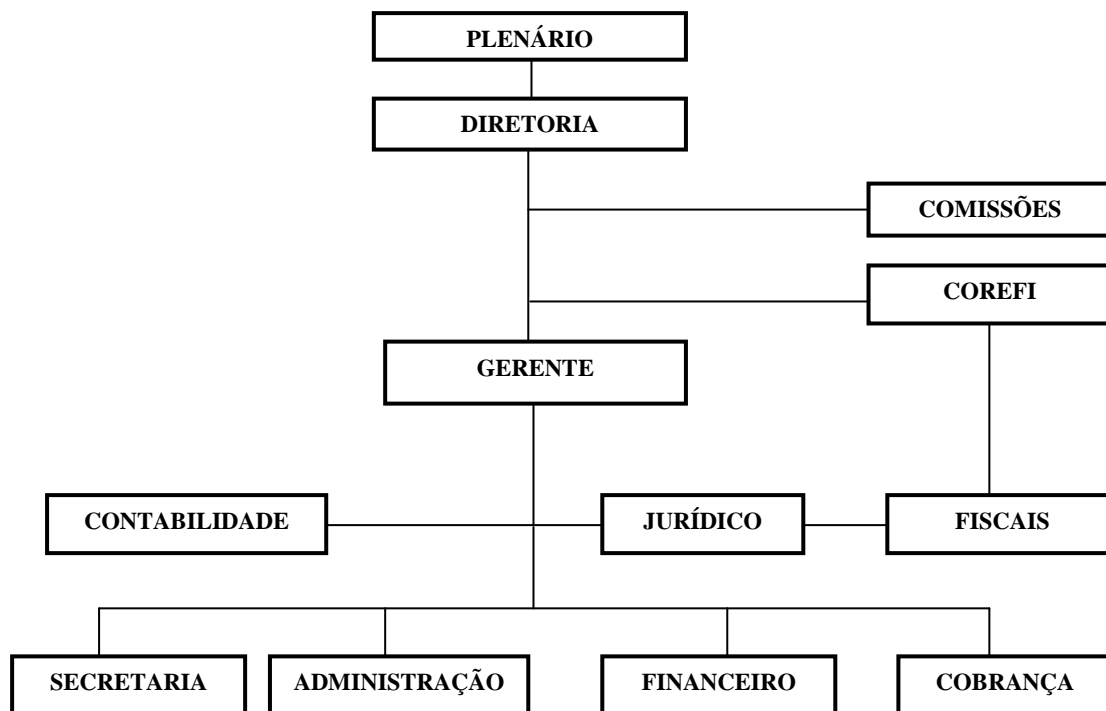 PLENÁRIO
DIRETORIA
COMISSÕES
COREFI
GERENTE
CONTABILIDADE
JURÍDICO
FISCAIS
SECRETARIA
ADMINISTRAÇÃO
FINANCEIRO
COBRANÇA